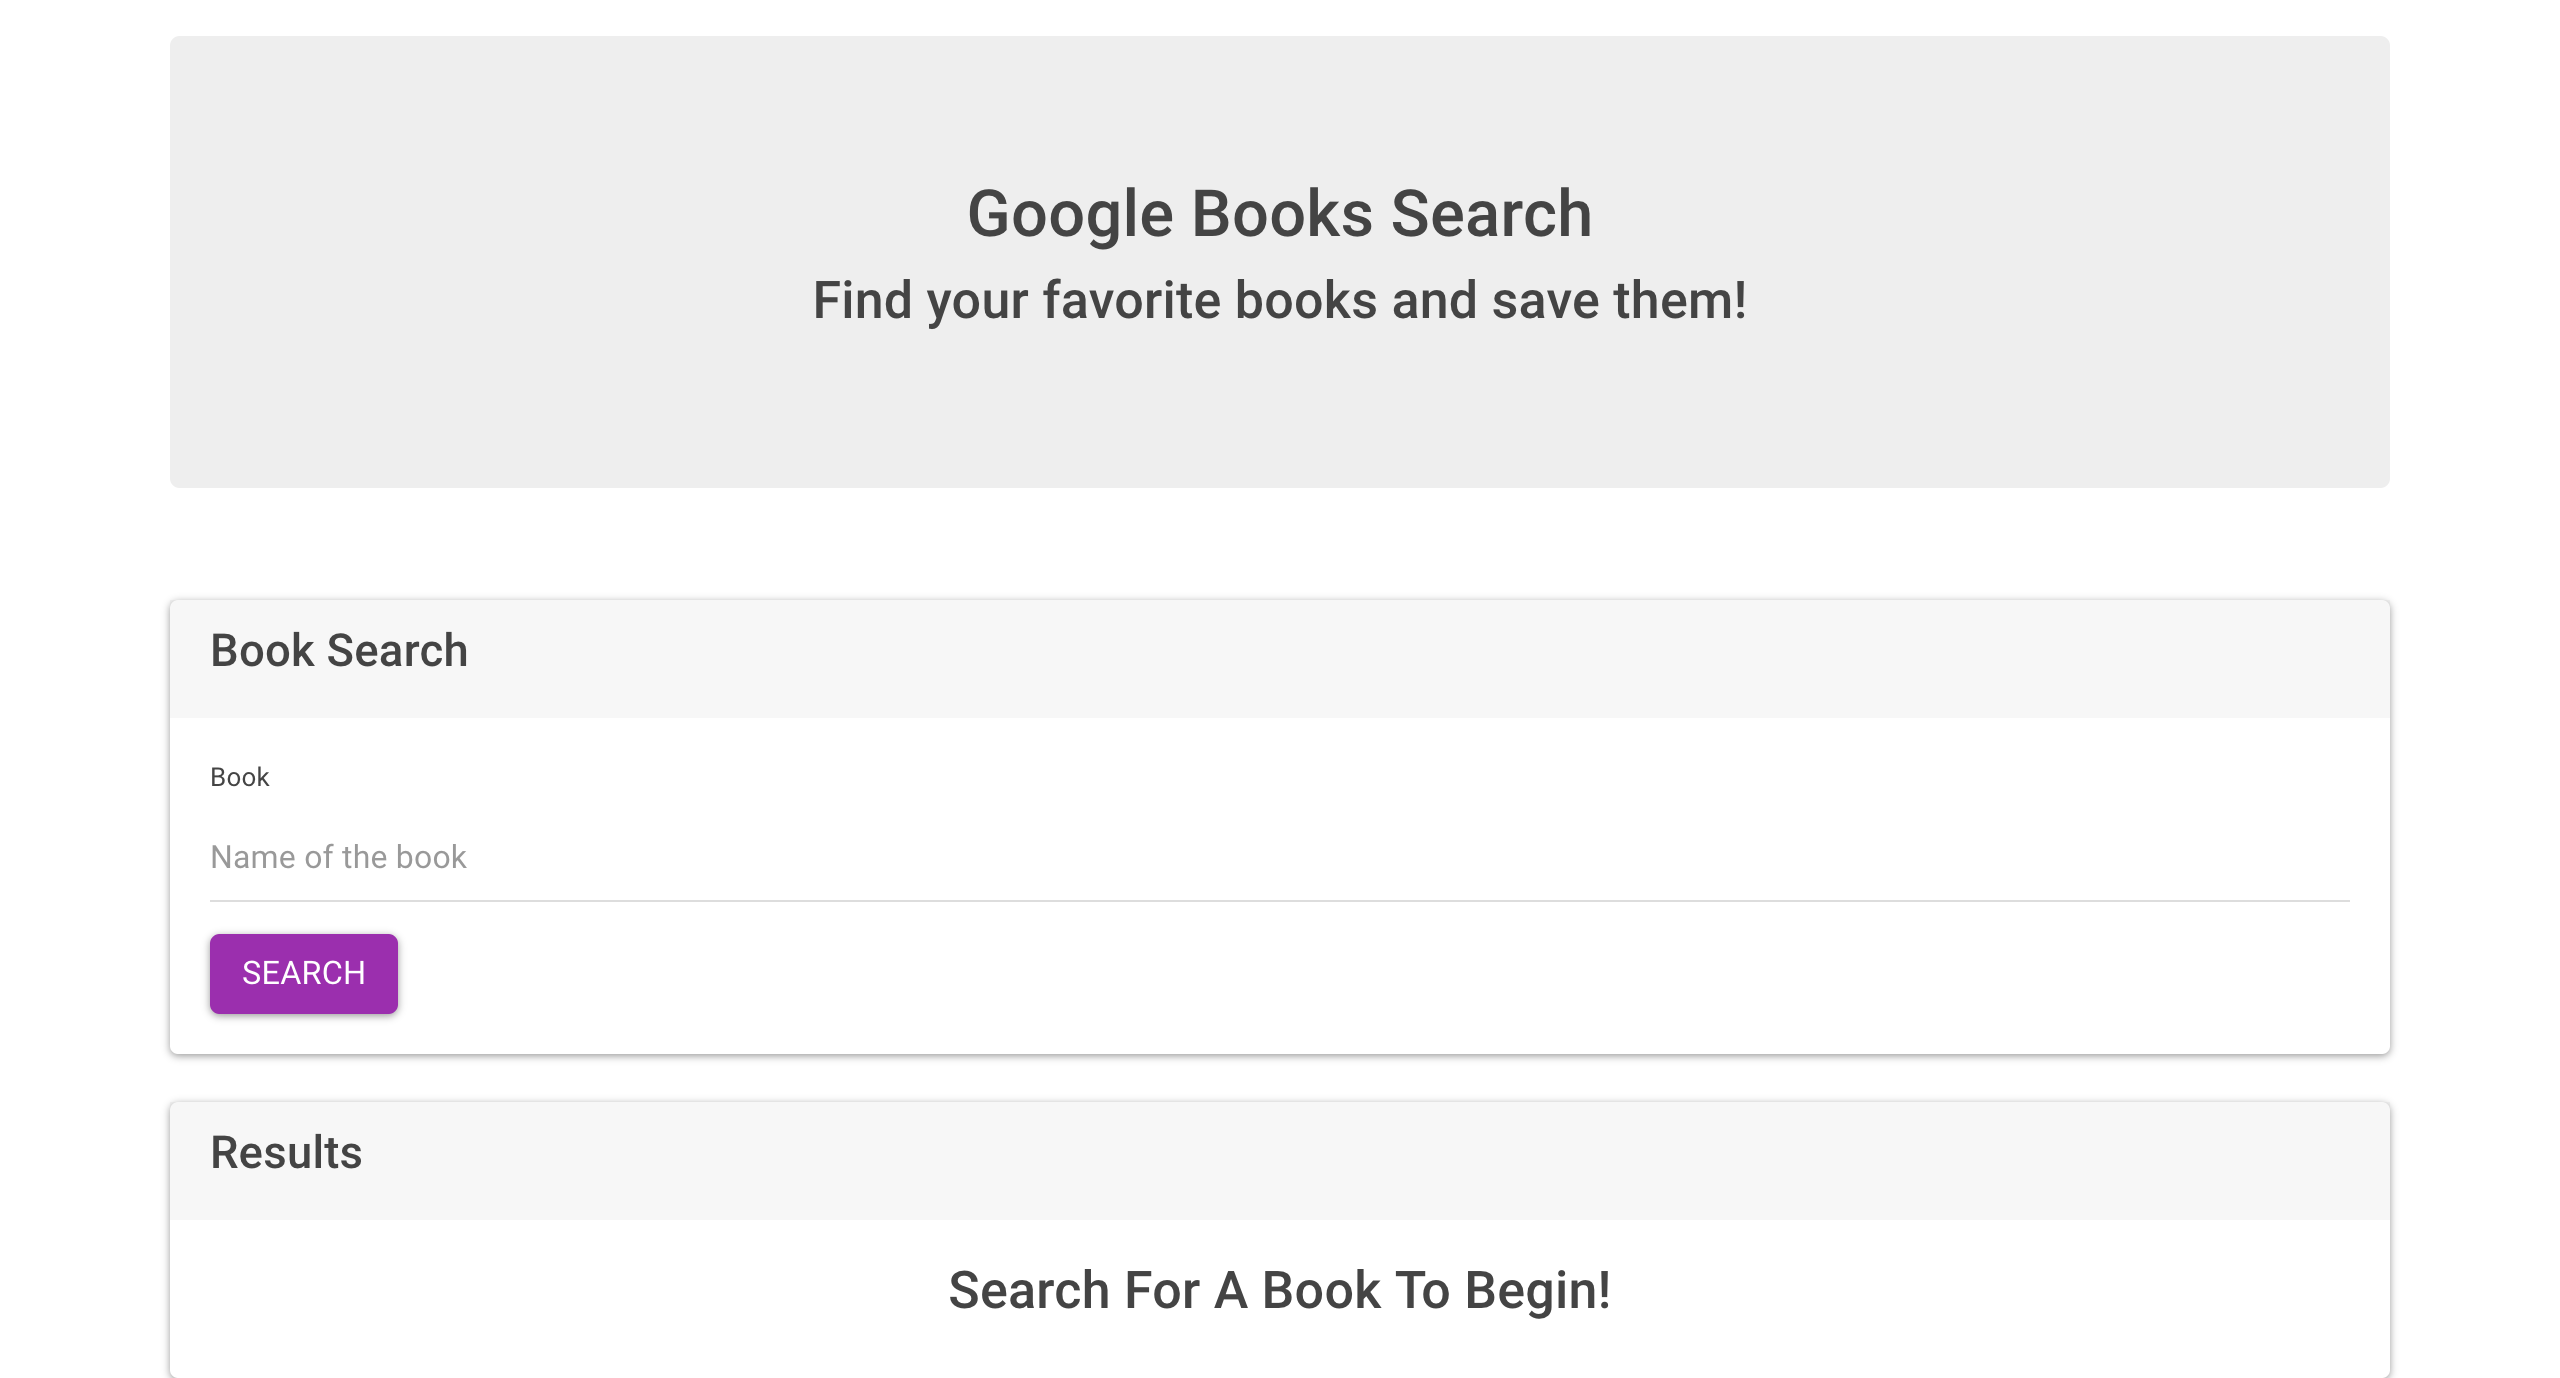 Google Books Search
Find your favorite books and save them!
Book Search
Book
Name of the book
SEARCH
Results
Search For A Book To Begin!